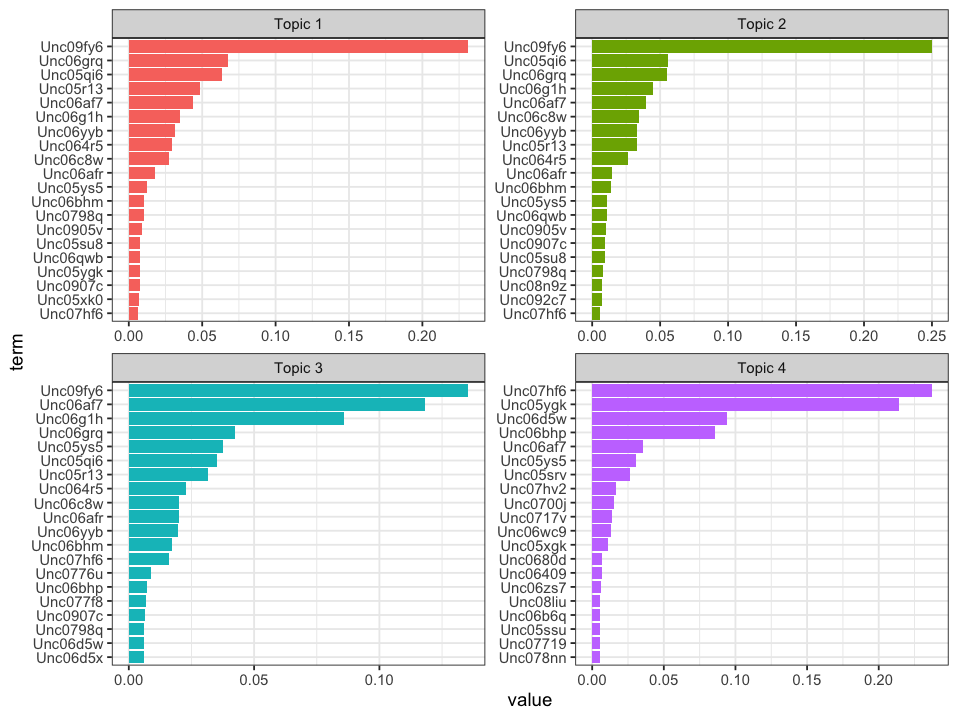 Topic 1
Unc09fy6
Unc06grq
Unc05qi6
Unc05r13
Unc06af7
Unc06g1h
Unc06yyb
Unc064r5
Unc06c8w
Unc06afr
Unc05ys5
Unc06bhm
Unc0798q
Unc0905v
Unc05su8
Unc06qwb
Unc05ygk
Unc0907c
Unc05xk0
Unc07hf6
0.00 0.05 0.10 0.15 0.20
Topic 2
Unc09fy6
Unc05qi6
Unc06grq
Unc06g1h
Unc06af7
Unc06c8w
Unc06yyb
Unc05r13
Unc064r5
Unc06afr
Unc06bhm
Unc05ys5
Unc06qwb
Unc0905v
Unc0907c
Unc05su8
Unc0798q
Unc08n9z
Unc092c7
Unc07hf6
0.00 0.05 0.10 0.15 0.20 0.25
term
Topic 3
Unc09fy6
Unc06af7
Unc06g1h
Unc06grq
Unc05ys5
Unc05qi6
Unc05r13
Unc064r5
Unc06c8w
Unc06afr
Unc06yyb
Unc06bhm
Unc07hf6
Unc0776u
Unc06bhp
Unc077f8
Unc0907c
Unc0798q
Unc06d5w
Unc06d5x
0.00 0.05 0.10
Topic 4
Unc07hf6
Unc05ygk
Unc06d5w
Unc06bhp
Unc06af7
Unc05ys5
Unc05srv
Unc07hv2
Unc0700j
Unc0717v
Unc06wc9
Unc05xgk
Unc0680d
Unc06409
Unc06zs7
Unc08liu
Unc06b6q
Unc05ssu
Unc07719
Unc078nn
0.00 0.05 0.10 0.15 0.20
value